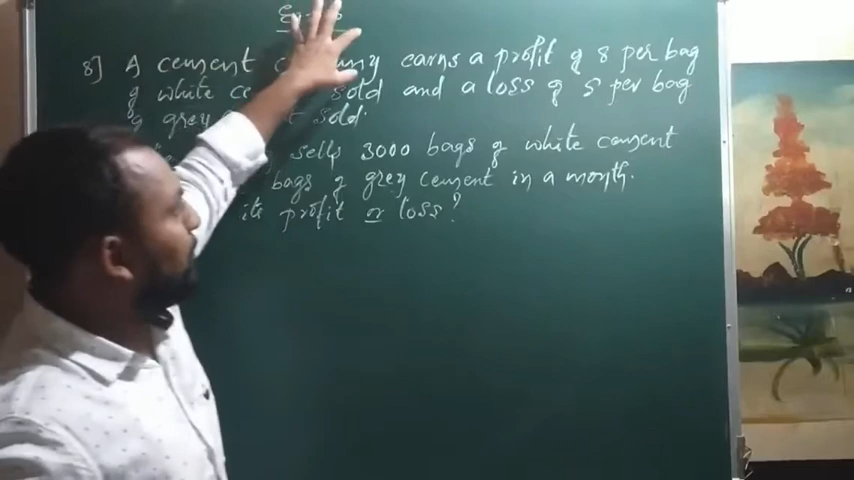 8] A cement earns a profit of 8 per bag
of white sold and a loss of 5 per bag
of grey sold.
sells 3000 bags of white cement
bags of grey cement in a month.
its profit or loss?